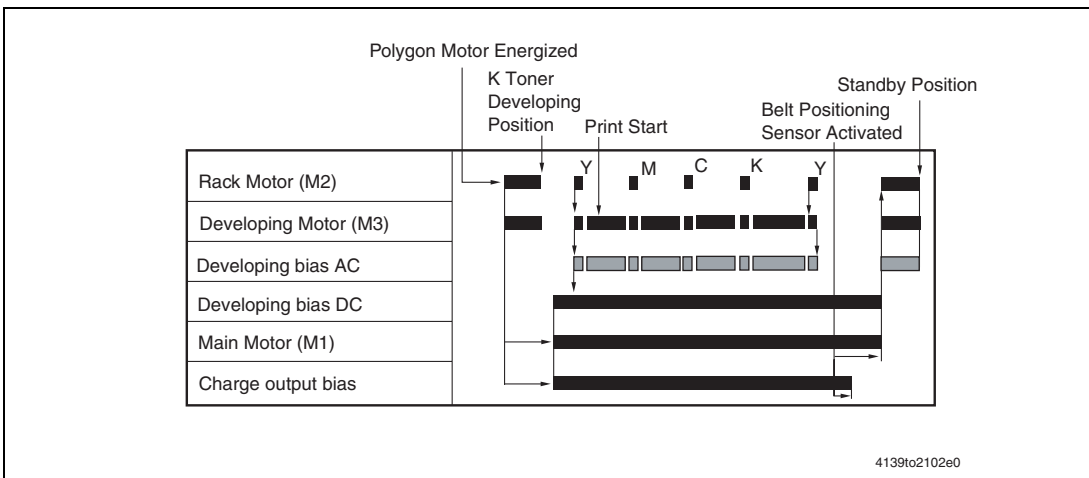 Polygon Motor Energized
K Toner
Developing
Position
Print Start
Belt Positioning
Sensor Activated
Standby Position
Rack Motor (M2)
Y
M
C
K
Y
Developing Motor (M3)
Developing bias AC
Developing bias DC
Main Motor (M1)
Charge output bias
4139to2102e0